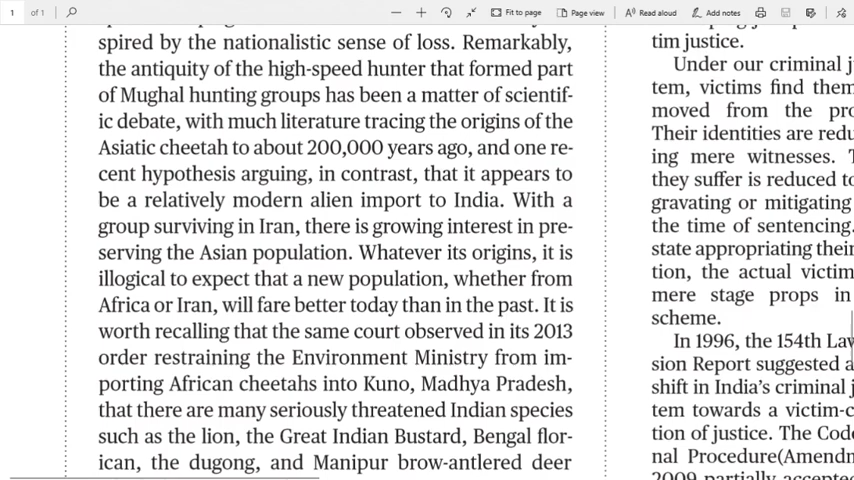 1 of 1 Fit to page Page view Read aloud Add notes
spired by the nationalistic sense of loss. Remarkably,
the antiquity of the high-speed hunter that formed part
of Mughal hunting groups has been a matter of scientif-
ic debate, with much literature tracing the origins of the
Asiatic cheetah to about 200,000 years ago, and one re-
cent hypothesis arguing, in contrast, that it appears to
be a relatively modern alien import to India. With a
group surviving in Iran, there is growing interest in pre-
serving the Asian population. Whatever its origins, it is
illogical to expect that a new population, whether from
Africa or Iran, will fare better today than in the past. It is
worth recalling that the same court observed in its 2013
order restraining the Environment Ministry from im-
porting African cheetahs into Kuno, Madhya Pradesh,
that there are many seriously threatened Indian species
such as the lion, the Great Indian Bustard, Bengal flor-
ican, the dugong, and Manipur brow-antlered deer
tim justice.
Under our criminal j
tem, victims find them
moved from the pro
Their identities are redu
ing mere witnesses. T
they suffer is reduced to
gravating or mitigating
the time of sentencing.
state appropriating their
tion, the actual victim
mere stage props in
scheme.
In 1996, the 154th Law
sion Report suggested a
shift in India's criminal j
tem towards a victim-c
tion of justice. The Code
nal Procedure(Amendm
2009 partially accepted